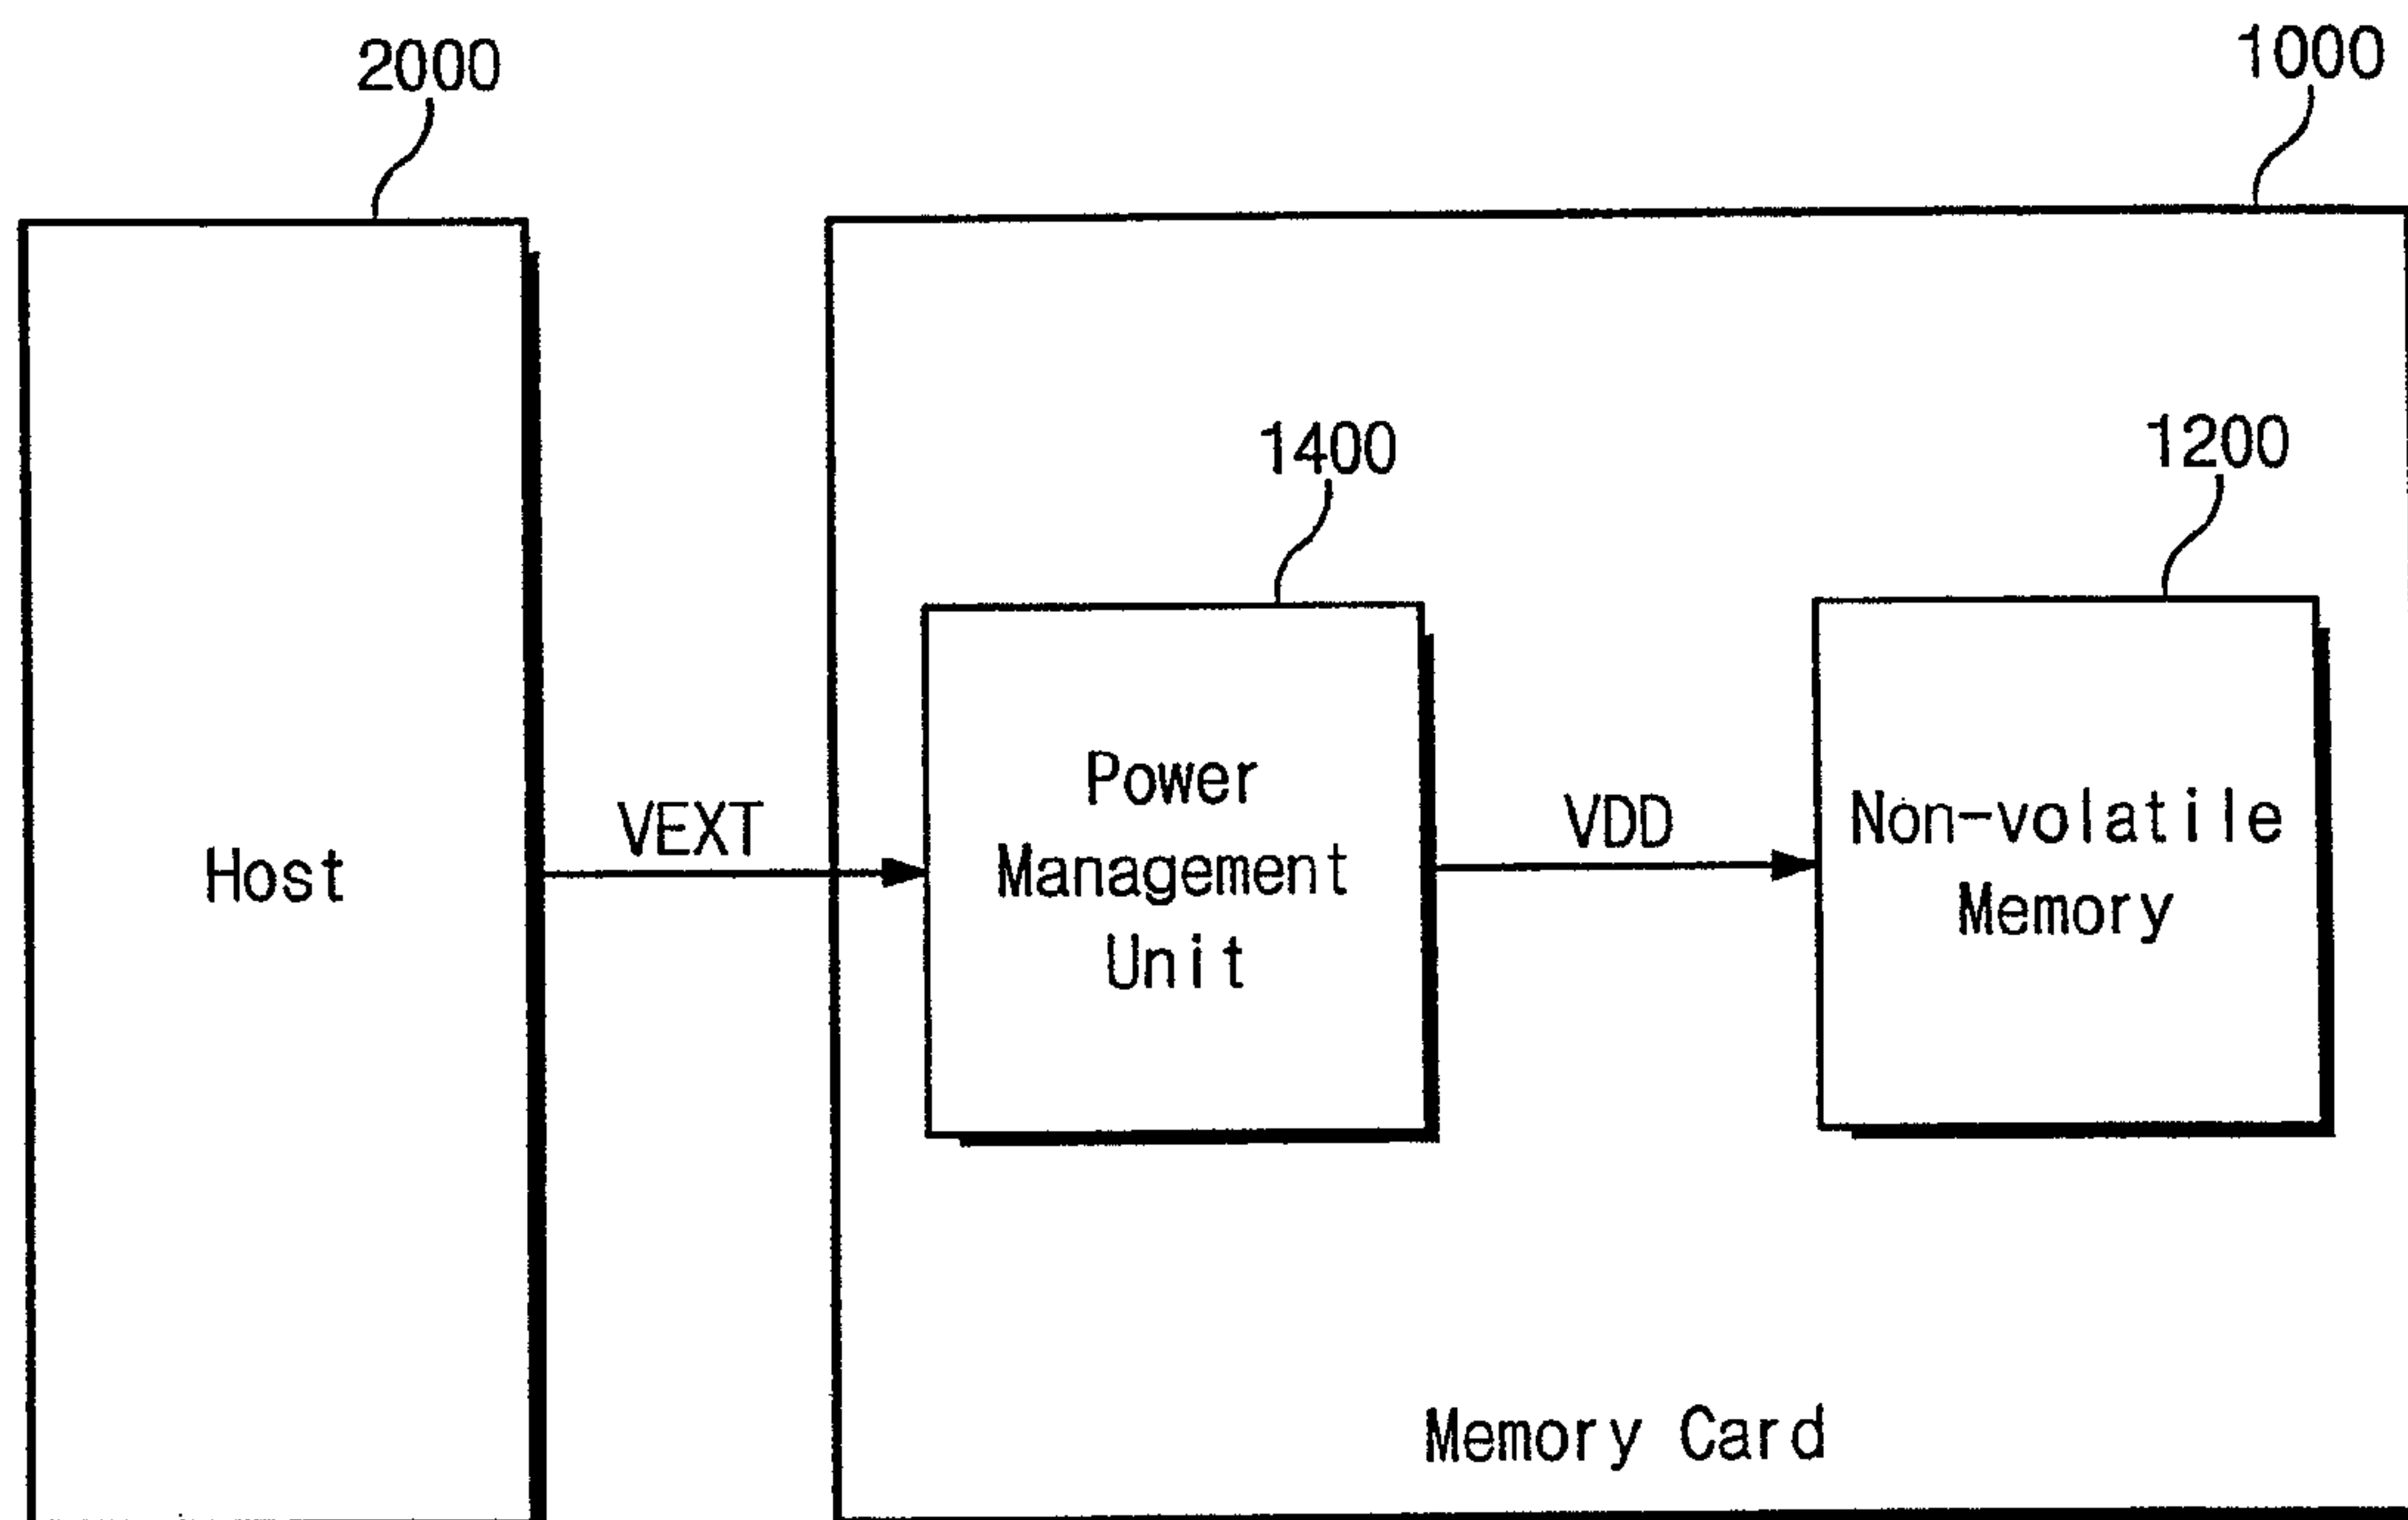 2000
1000
1400
1200
Host
VEXT
Power
Management
Unit
VDD
Non-volatile
Memory
Memory Card